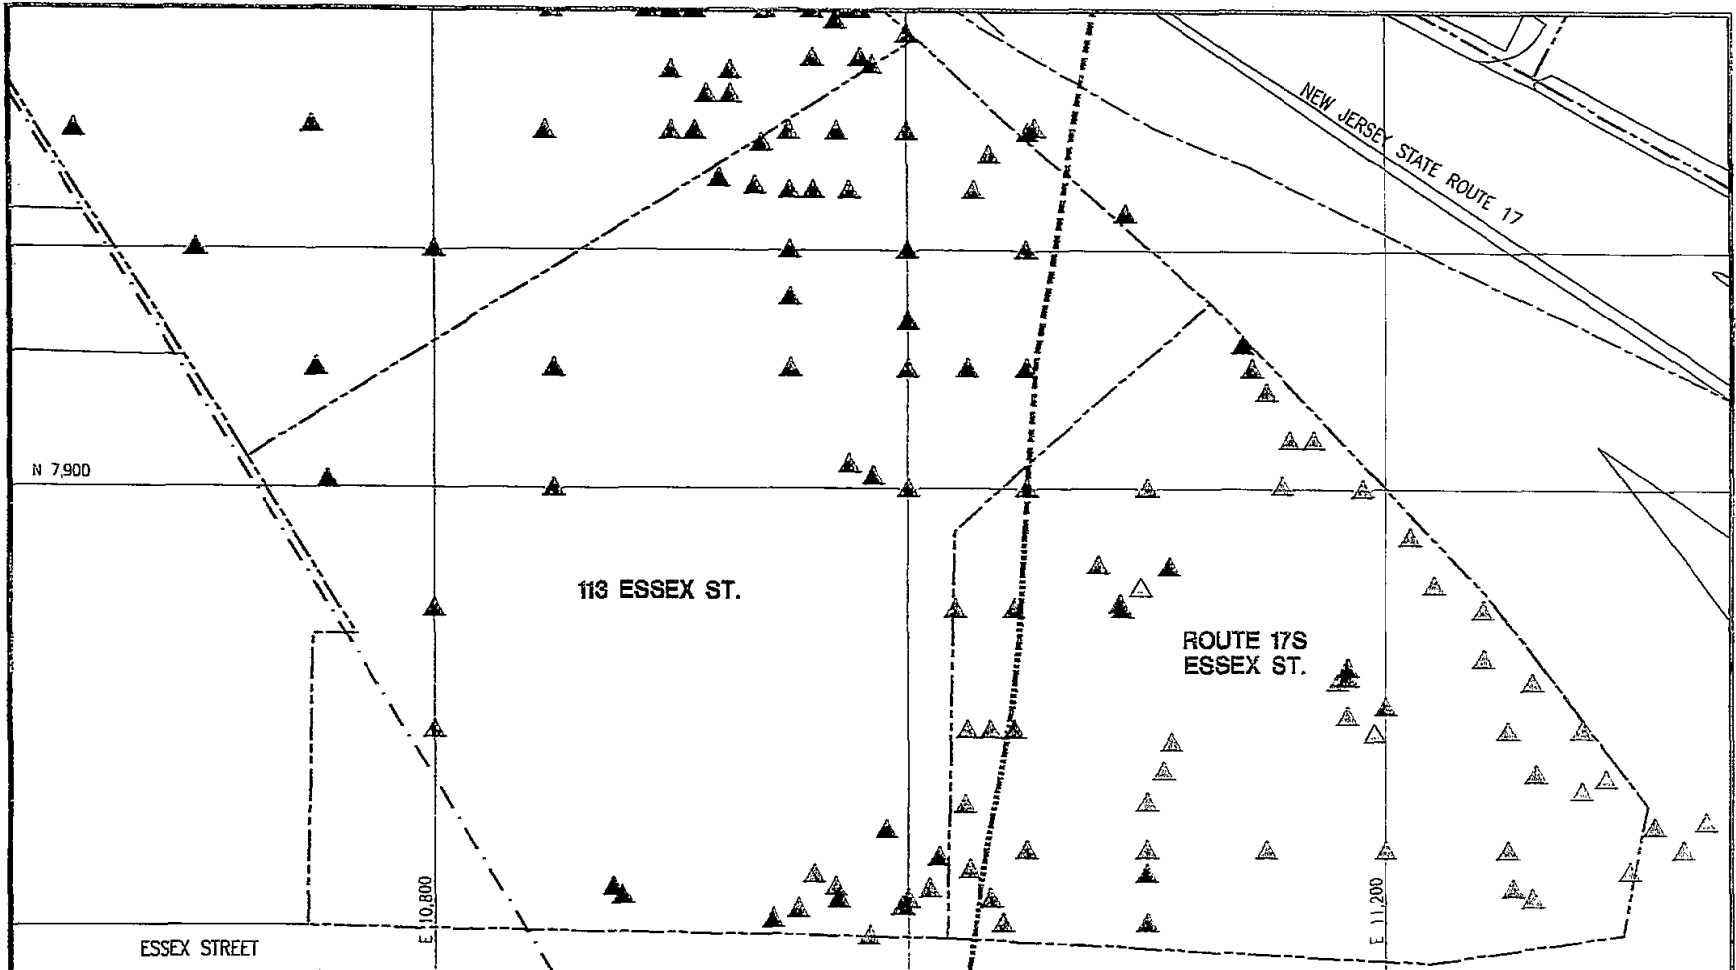 NEW JERSEY STATE ROUTE 17
N 7,900
113 ESSEX ST.
ROUTE 17S
ESSEX ST.
E 10,800
E 11,200
ESSEX STREET